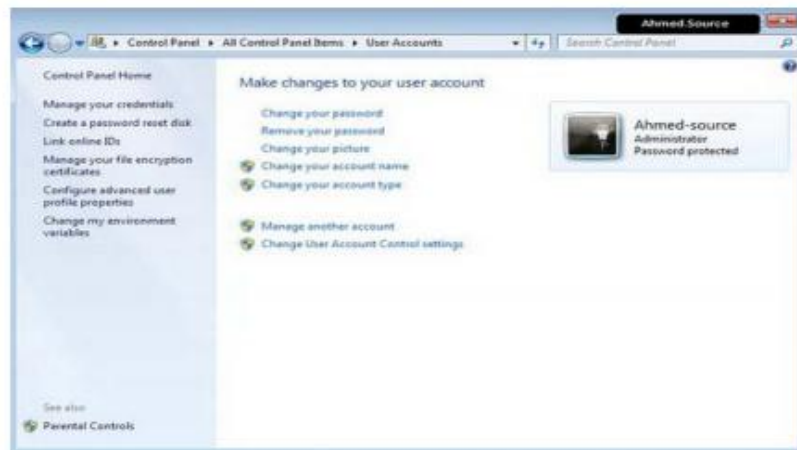 Ahmed.Source
Control Panel ▸ All Control Panel Items ▸ User Accounts
Search Control Panel
Control Panel Home
Manage your credentials
Create a password reset disk
Link online IDs
Manage your file encryption
certificates
Configure advanced user
profile properties
Change my environment
variables
See also
Parental Controls
Make changes to your user account
Change your password
Remove your password
Change your picture
Change your account name
Change your account type
Manage another account
Change User Account Control settings
Ahmed-source
Administrator
Password protected